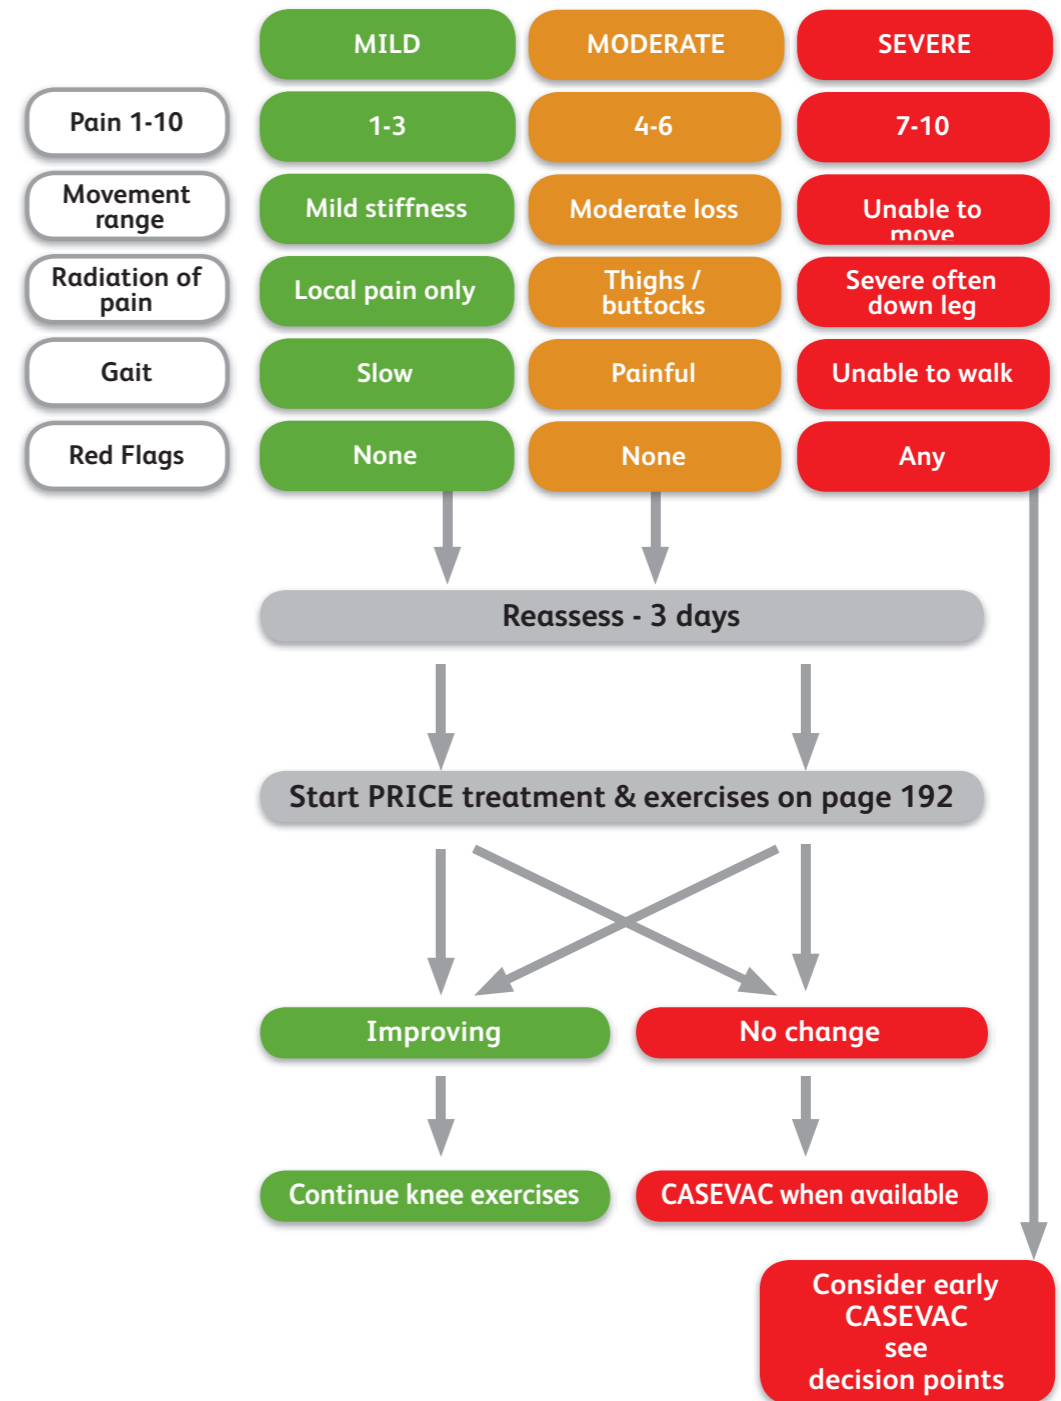 MILD
MODERATE
SEVERE
Pain 1-10
1-3
4-6
7-10
Movement
range
Mild stiffness
Moderate loss
Unable to
move
Radiation of
pain
Local pain only
Thighs /
buttocks
Severe often
down leg
Gait
Slow
Painful
Unable to walk
Red Flags
None
None
Any
Reassess - 3 days
Start PRICE treatment & exercises on page 192
Improving
No change
Continue knee exercises
CASEVAC when available
Consider early
CASEVAC
see
decision points